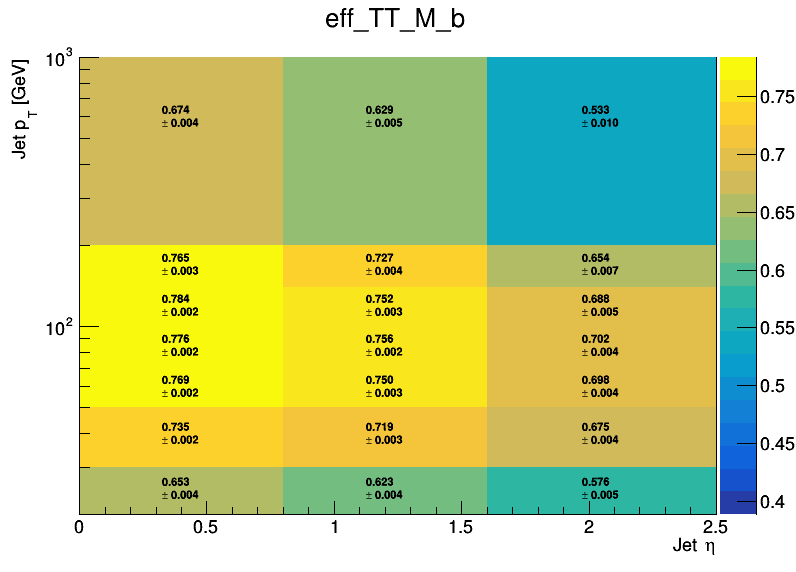 eff_TT_M_b
Jet p_T [GeV]
10^3
10^2
0.674 0.629 0.533
± 0.004 ± 0.005 ± 0.010
0.765 0.727 0.654
± 0.003 ± 0.004 ± 0.007
0.784 0.752 0.688
± 0.002 ± 0.003 ± 0.005
0.776 0.756 0.702
± 0.002 ± 0.002 ± 0.004
0.769 0.750 0.698
± 0.002 ± 0.003 ± 0.004
0.735 0.719 0.675
± 0.002 ± 0.003 ± 0.004
0.653 0.623 0.576
± 0.004 ± 0.004 ± 0.005
0 0.5 1 1.5 2 2.5
Jet η
0.75
0.7
0.65
0.6
0.55
0.5
0.45
0.4